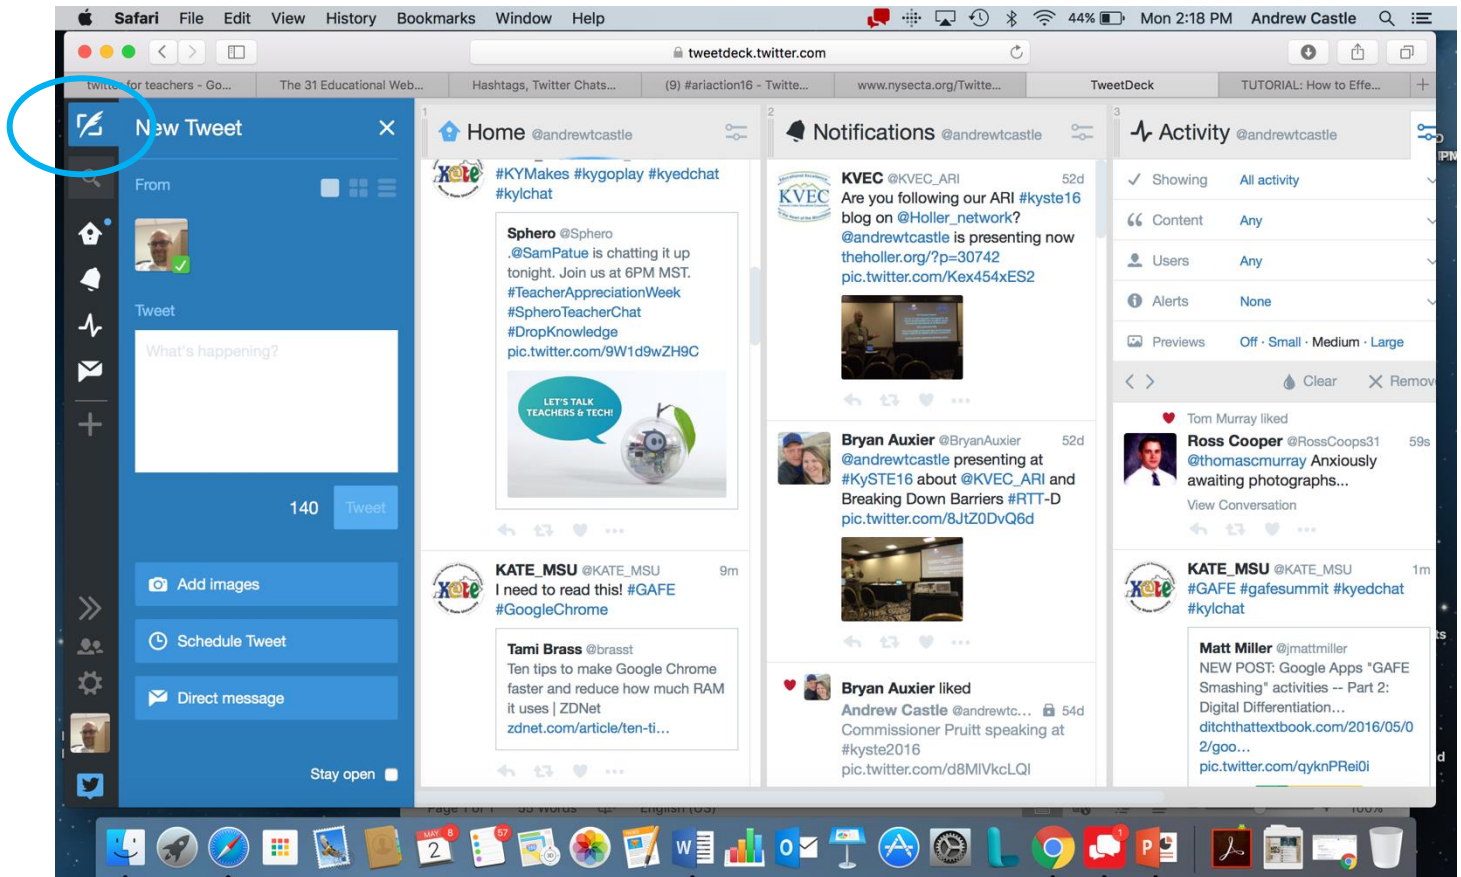 Safari File Edit View History Bookmarks Window Help
44% Mon 2:18 PM Andrew Castle
tweetdeck.twitter.com
twitter for teachers - Go...
The 31 Educational Web...
Hashtags, Twitter Chats...
(9) #ariaction16 - Twitte...
www.nysecta.org/Twitte...
TweetDeck
TUTORIAL: How to Effe...
New Tweet
From
Tweet
What's happening?
140 Tweet
Add images
Schedule Tweet
Direct message
Stay open
1
Home @andrewtcastle
#KYMakes #kygoplay #kyedchat
#kylchat
Sphero @Sphero
.@SamPatue is chatting it up
tonight. Join us at 6PM MST.
#TeacherAppreciationWeek
#SpheroTeacherChat
#DropKnowledge
pic.twitter.com/9W1d9wZH9C
LET'S TALK
TEACHERS & TECH!
KATE_MSU @KATE_MSU 9m
I need to read this! #GAFE
#GoogleChrome
Tami Brass @brasst
Ten tips to make Google Chrome
faster and reduce how much RAM
it uses | ZDNet
zdnet.com/article/ten-ti...
2
Notifications @andrewtcastle
KVEC @KVEC_ARI 52d
Are you following our ARI #kyste16
blog on @Holler_network?
@andrewtcastle is presenting now
theholler.org/?p=30742
pic.twitter.com/Kex454xES2
Bryan Auxier @BryanAuxier 52d
@andrewtcastle presenting at
#KySTE16 about @KVEC_ARI and
Breaking Down Barriers #RTT-D
pic.twitter.com/8JtZ0DvQ6d
Bryan Auxier liked
Andrew Castle @andrewtc... 54d
Commissioner Pruitt speaking at
#kyste2016
pic.twitter.com/d8MlVkcLQl
3
Activity @andrewtcastle
Showing All activity
Content Any
Users Any
Alerts None
Previews Off · Small · Medium · Large
Clear Remov
Tom Murray liked
Ross Cooper @RossCoops31 59s
@thomascmurray Anxiously
awaiting photographs...
View Conversation
KATE_MSU @KATE_MSU 1m
#GAFE #gafesummit #kyedchat
#kylchat
Matt Miller @jmattmiller
NEW POST: Google Apps "GAFE
Smashing" activities -- Part 2:
Digital Differentiation...
ditchthattextbook.com/2016/05/0
2/goo...
pic.twitter.com/qyknPRei0i
MAY
2
8
57
1